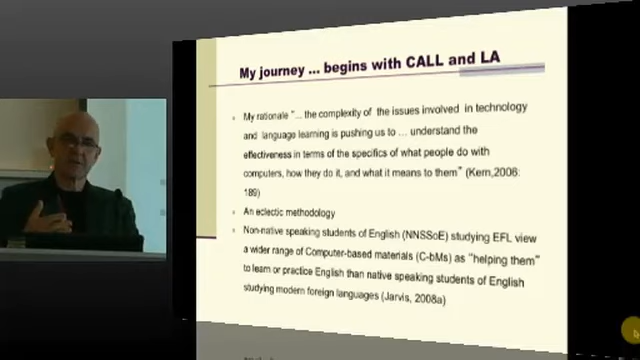 My journey ... begins with CALL and LA
My rationale "... the complexity of the issues involved in technology
and language learning is pushing us to ... understand the
effectiveness in terms of the specifics of what people do with
computers, how they do it, and what it means to them" (Kern,2006:
189)
An eclectic methodology
Non-native speaking students of English (NNSSoE) studying EFL view
a wider range of Computer-based materials (C-bMs) as "helping them"
to learn or practice English than native speaking students of English
studying modern foreign languages (Jarvis, 2008a)